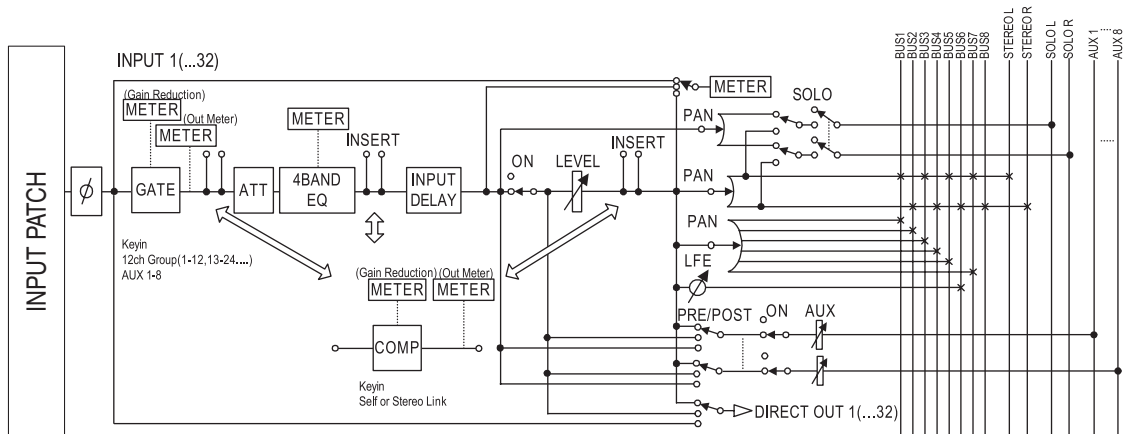 INPUT PATCH
INPUT 1(...32)
ϕ
(Gain Reduction)
METER
(Out Meter)
METER
GATE
Keyin
12ch Group(1-12,13-24....)
AUX 1-8
ATT
METER
4BAND
EQ
INSERT
INPUT
DELAY
ON
LEVEL
INSERT
(Gain Reduction)
METER
(Out Meter)
METER
COMP
Keyin
Self or Stereo Link
METER
PAN
SOLO
PAN
PAN
LFE
PRE/POST
ON
AUX
DIRECT OUT 1(...32)
BUS1
BUS2
BUS3
BUS4
BUS5
BUS6
BUS7
BUS8
STEREO L
STEREO R
SOLO L
SOLO R
AUX 1
.....
AUX 8
.....